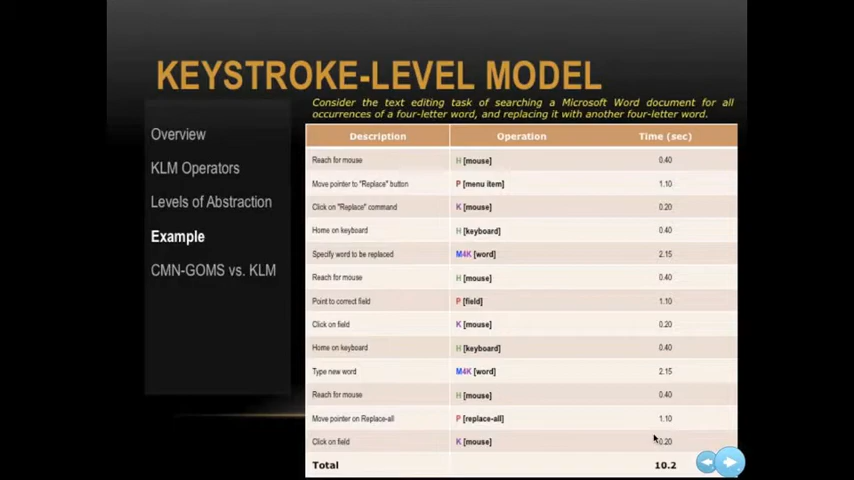 KEYSTROKE-LEVEL MODEL
Consider the text editing task of searching a Microsoft Word document for all
occurrences of a four-letter word, and replacing it with another four-letter word.
Overview
KLM Operators
Levels of Abstraction
Example
CMN-GOMS vs. KLM
Description Operation Time (sec)
Reach for mouse H [mouse] 0.40
Move pointer to "Replace" button P [menu item] 1.10
Click on "Replace" command K [mouse] 0.20
Home on keyboard H [keyboard] 0.40
Specify word to be replaced M4K [word] 2.15
Reach for mouse H [mouse] 0.40
Point to correct field P [field] 1.10
Click on field K [mouse] 0.20
Home on keyboard H [keyboard] 0.40
Type new word M4K [word] 2.15
Reach for mouse H [mouse] 0.40
Move pointer on Replace-all P [replace-all] 1.10
Click on field K [mouse] 0.20
Total 10.2